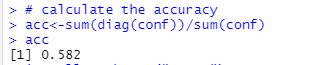 > # calculate the accuracy
> acc<-sum(diag(conf))/sum(conf)
> acc
[1] 0.582